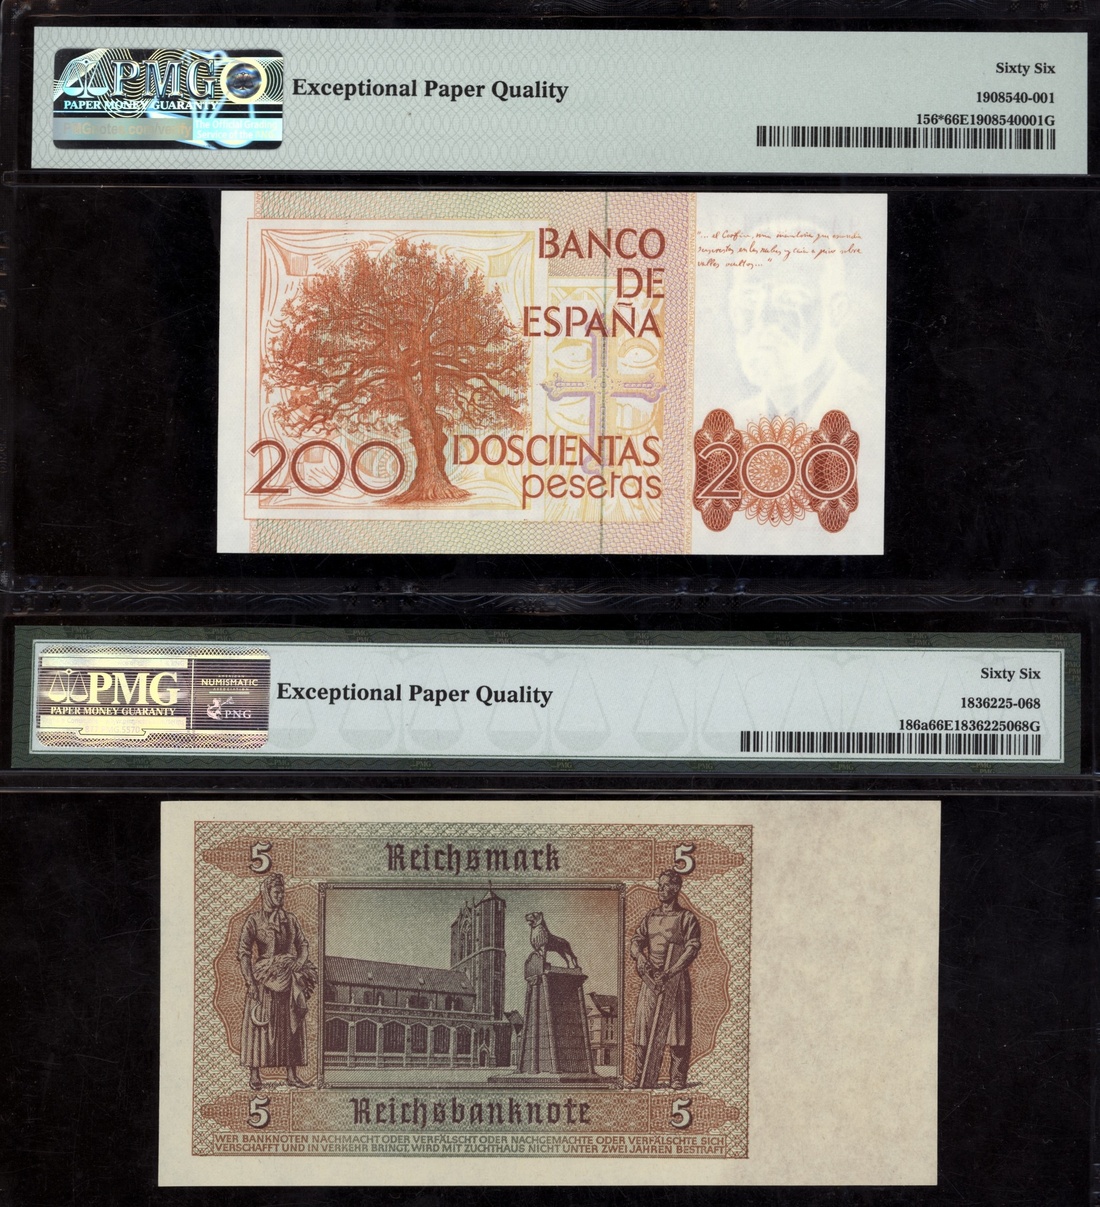 PMG
PAPER MONEY GUARANTY
Exceptional Paper Quality
Sixty Six
1908540-001
156*66E1908540001G
BANCO
DE
ESPAÑA
200
DOSCIENTAS
pesetas
200
PMG
PAPER MONEY GUARANTY
NUMISMATIC
PNG
Exceptional Paper Quality
Sixty Six
1836225-068
186a66E1836225068G
5 Reichsmark 5
5 Reichsbanknote 5
WER BANKNOTEN NACHMACHT ODER VERFÄLSCHT ODER NACHGEMACHTE ODER VERFÄLSCHTE SICH
VERSCHAFFT UND IN VERKEHR BRINGT, WIRD MIT ZUCHTHAUS NICHT UNTER ZWEI JAHREN BESTRAFT